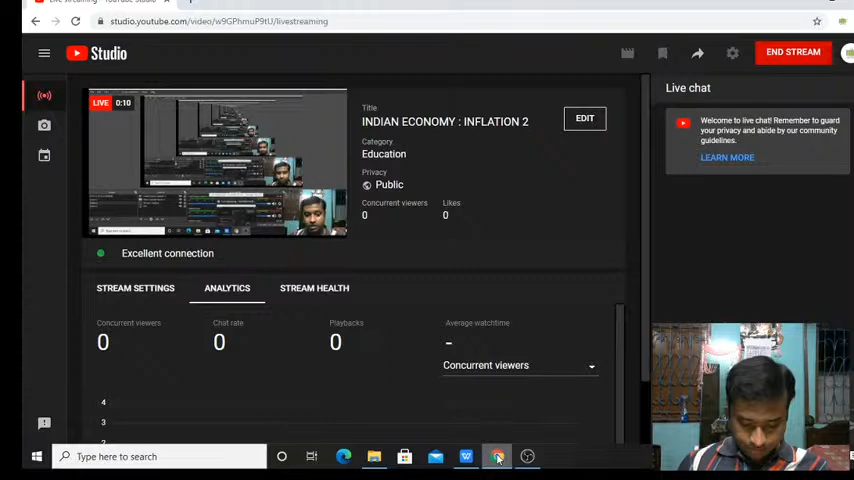 studio.youtube.com/video/w9GPhmuP9tU/livestreaming
Studio
END STREAM
LIVE 0:10
Title
INDIAN ECONOMY : INFLATION 2
EDIT
Category
Education
Privacy
Public
Concurrent viewers
Likes
0
0
Excellent connection
STREAM SETTINGS
ANALYTICS
STREAM HEALTH
Concurrent viewers
Chat rate
Playbacks
Average watchtime
0
0
0
-
Concurrent viewers
4
3
2
Live chat
Welcome to live chat! Remember to guard
your privacy and abide by our community
guidelines.
LEARN MORE
Type here to search